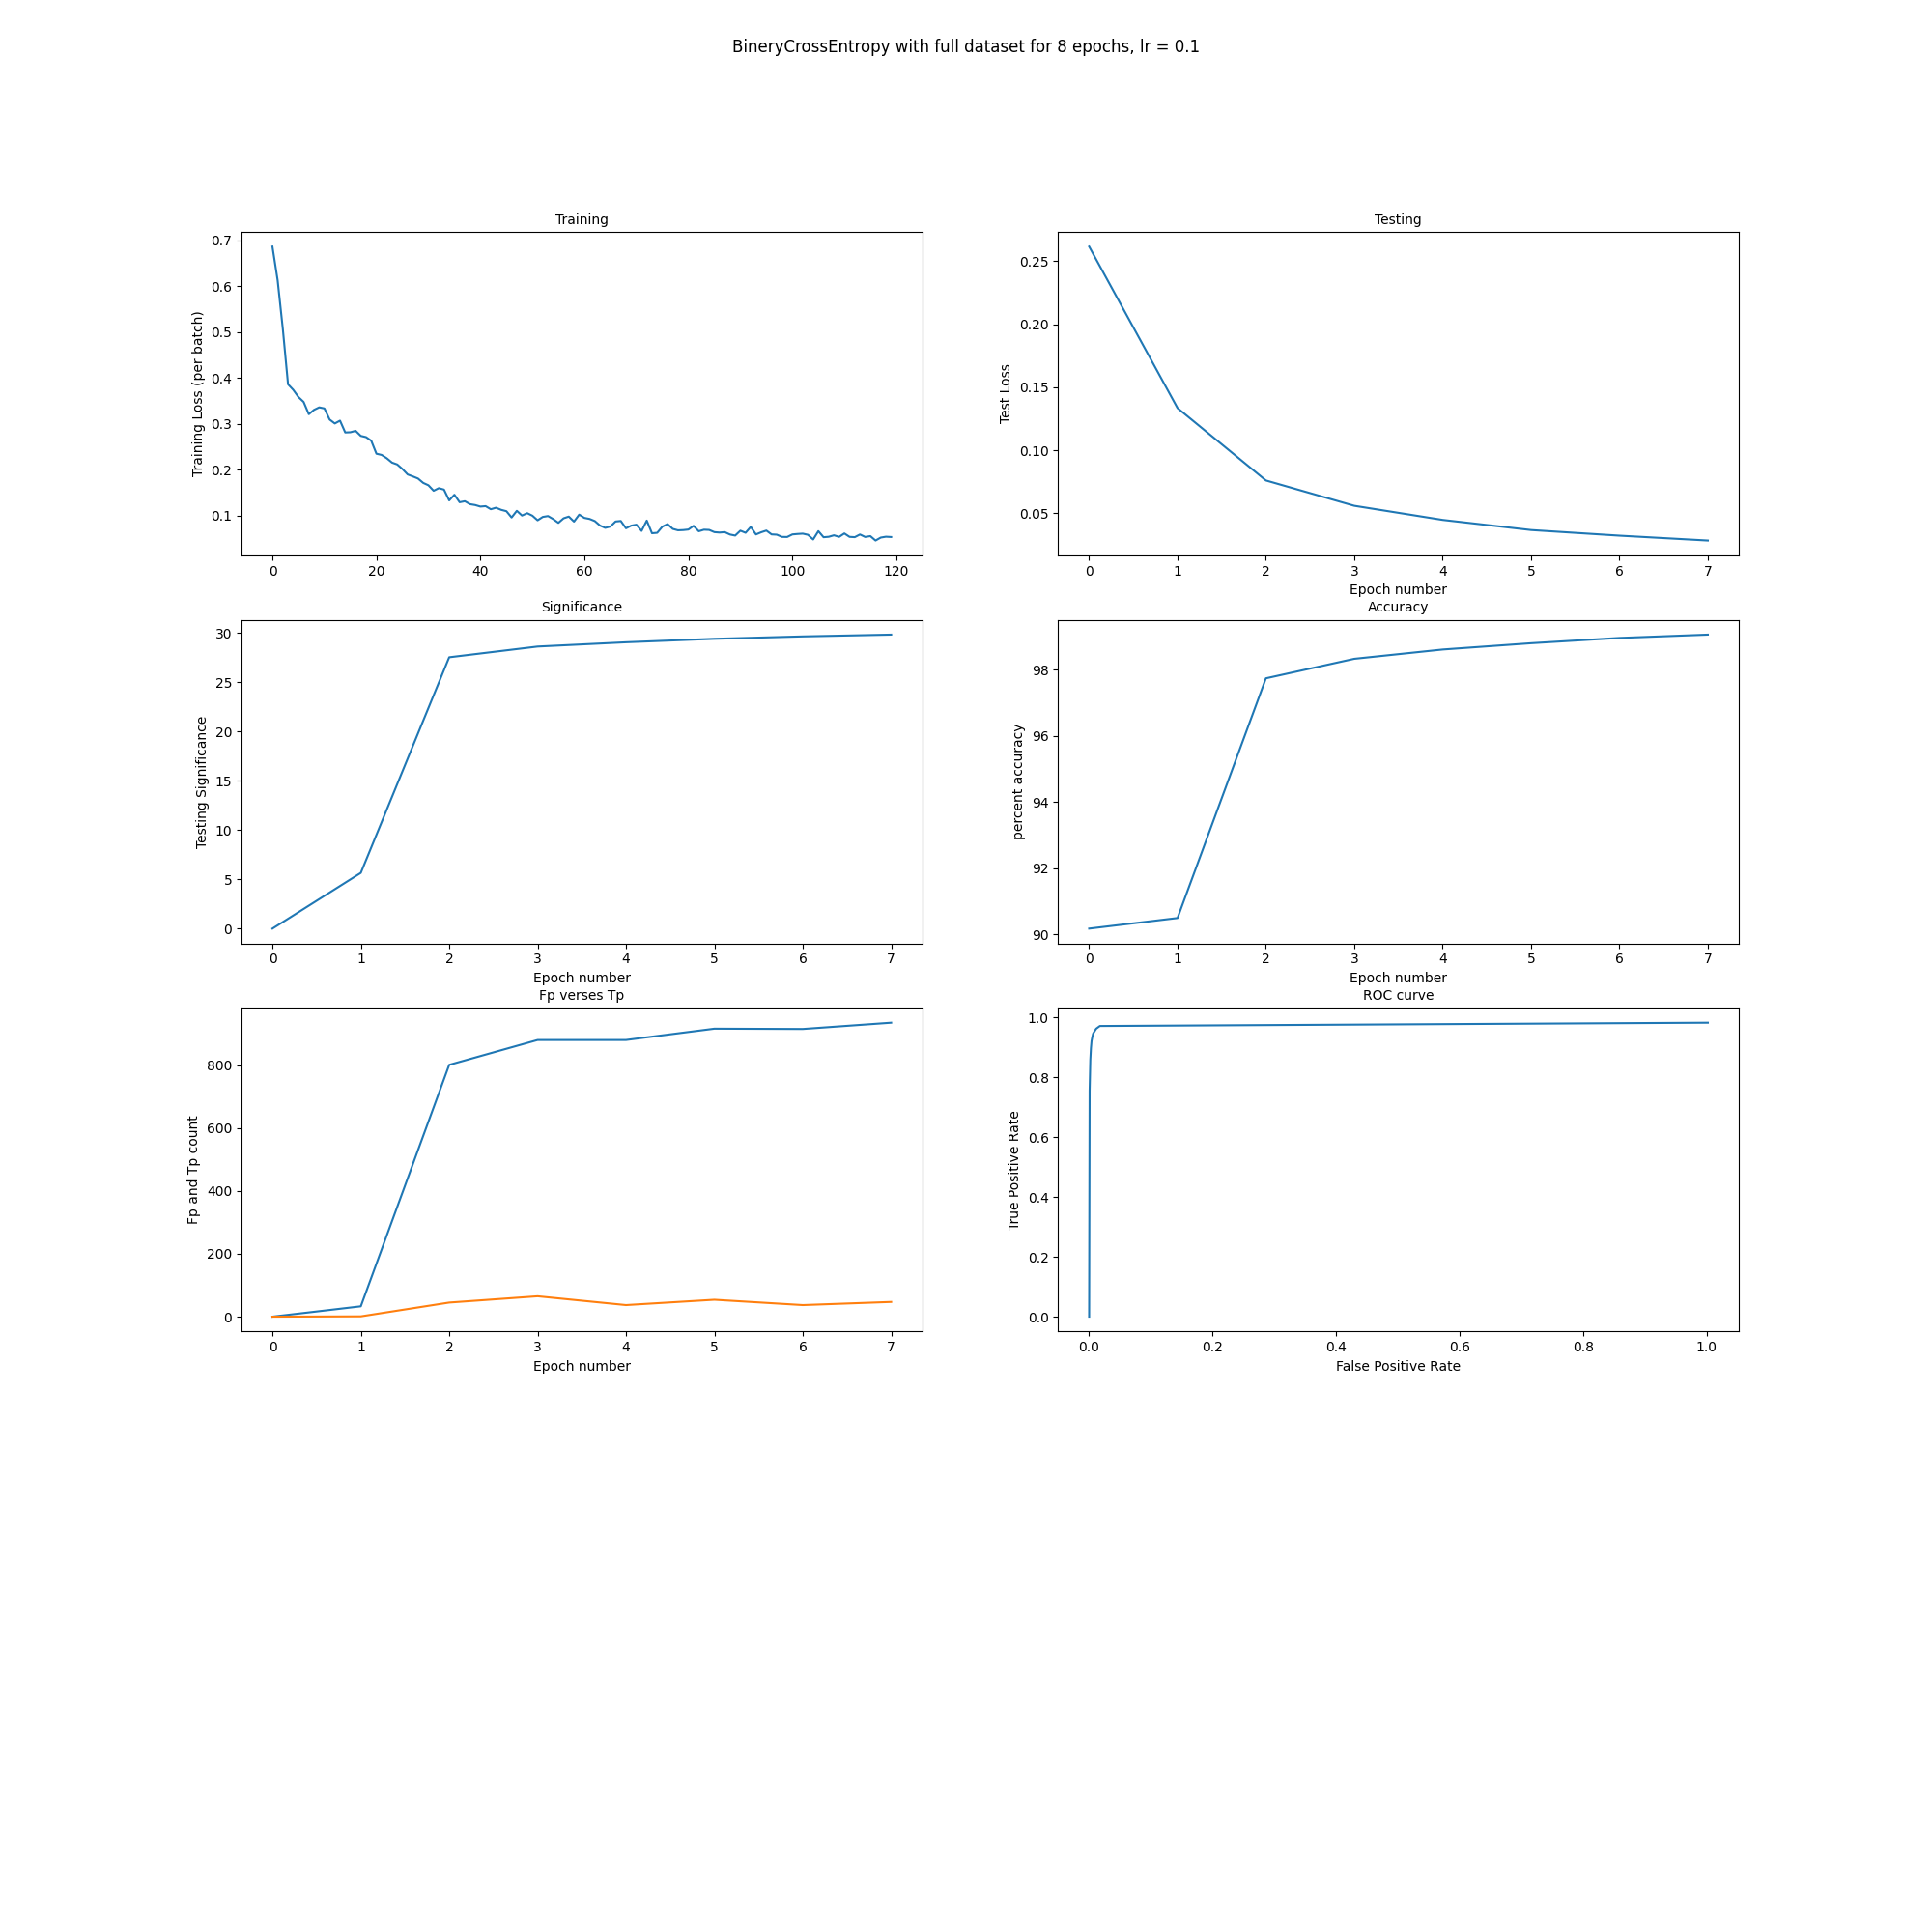 BineryCrossEntropy with full dataset for 8 epochs, lr = 0.1
Training
Training Loss (per batch)
0.7
0.6
0.5
0.4
0.3
0.2
0.1
0 20 40 60 80 100 120
Testing
Test Loss
0.25
0.20
0.15
0.10
0.05
0 1 2 3 4 5 6 7
Epoch number
Significance
Testing Significance
30
25
20
15
10
5
0
0 1 2 3 4 5 6 7
Epoch number
Accuracy
percent accuracy
98
96
94
92
90
0 1 2 3 4 5 6 7
Epoch number
Fp verses Tp
Fp and Tp count
800
600
400
200
0
0 1 2 3 4 5 6 7
Epoch number
ROC curve
True Positive Rate
1.0
0.8
0.6
0.4
0.2
0.0
0.0 0.2 0.4 0.6 0.8 1.0
False Positive Rate